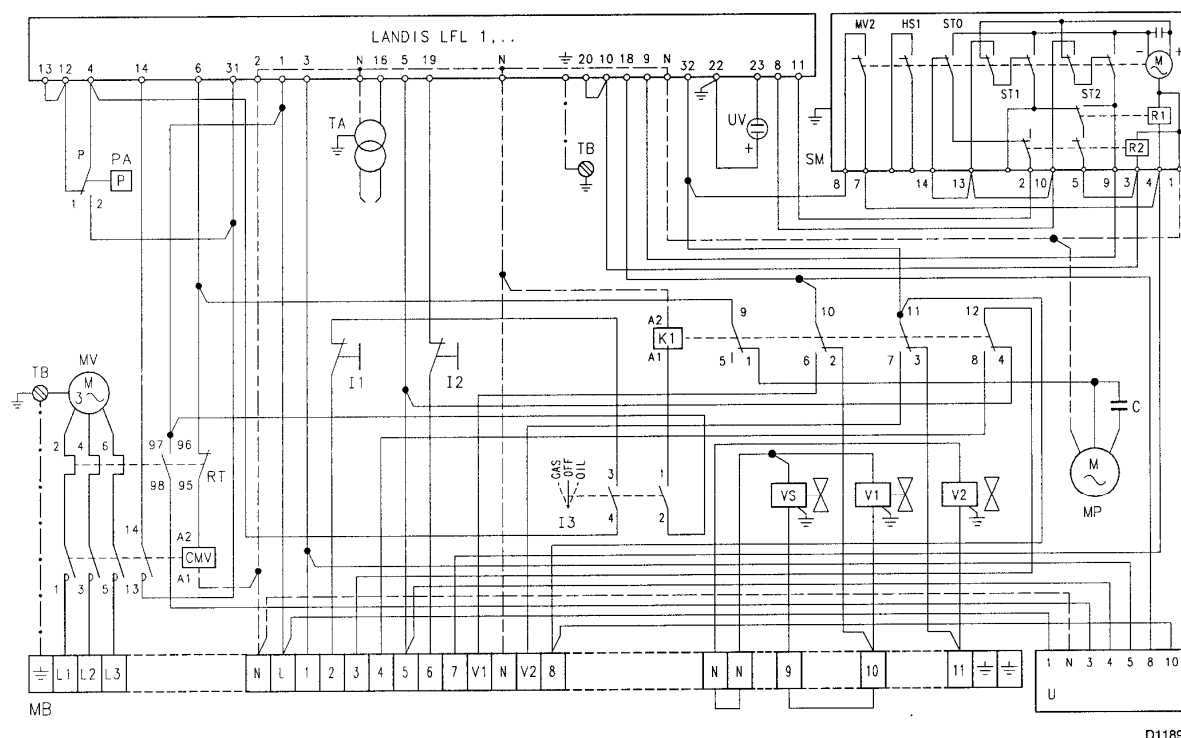 LANDIS LFL 1,..
13 12 4 14 6 31 2 1 3 N 16 5 19 N 20 10 18 9 N 32 22 23 8 11
MV2 HS1 ST0
- M +
ST1 ST2
R1
R2
SM
8 7 14 13 2 10 5 9 3 4 1
TA
TB
UV
+
P PA
P
1 2
9 10 11 12
A2
K1
A1
5 1 6 2 7 3 8 4
I1 I2
TB MV
M
3
C
2 4 6 97 96
RT
98 95
GAS
OFF
OIL
3 1
I3 4 2
VS V1 V2
M
MP
14
A2
CMV
A1
1 3 5 13
L1 L2 L3 N L 1 2 3 4 5 6 7 V1 N V2 8 N N 9 10 11
1 N 3 4 5 8 10
U
MB
D1189